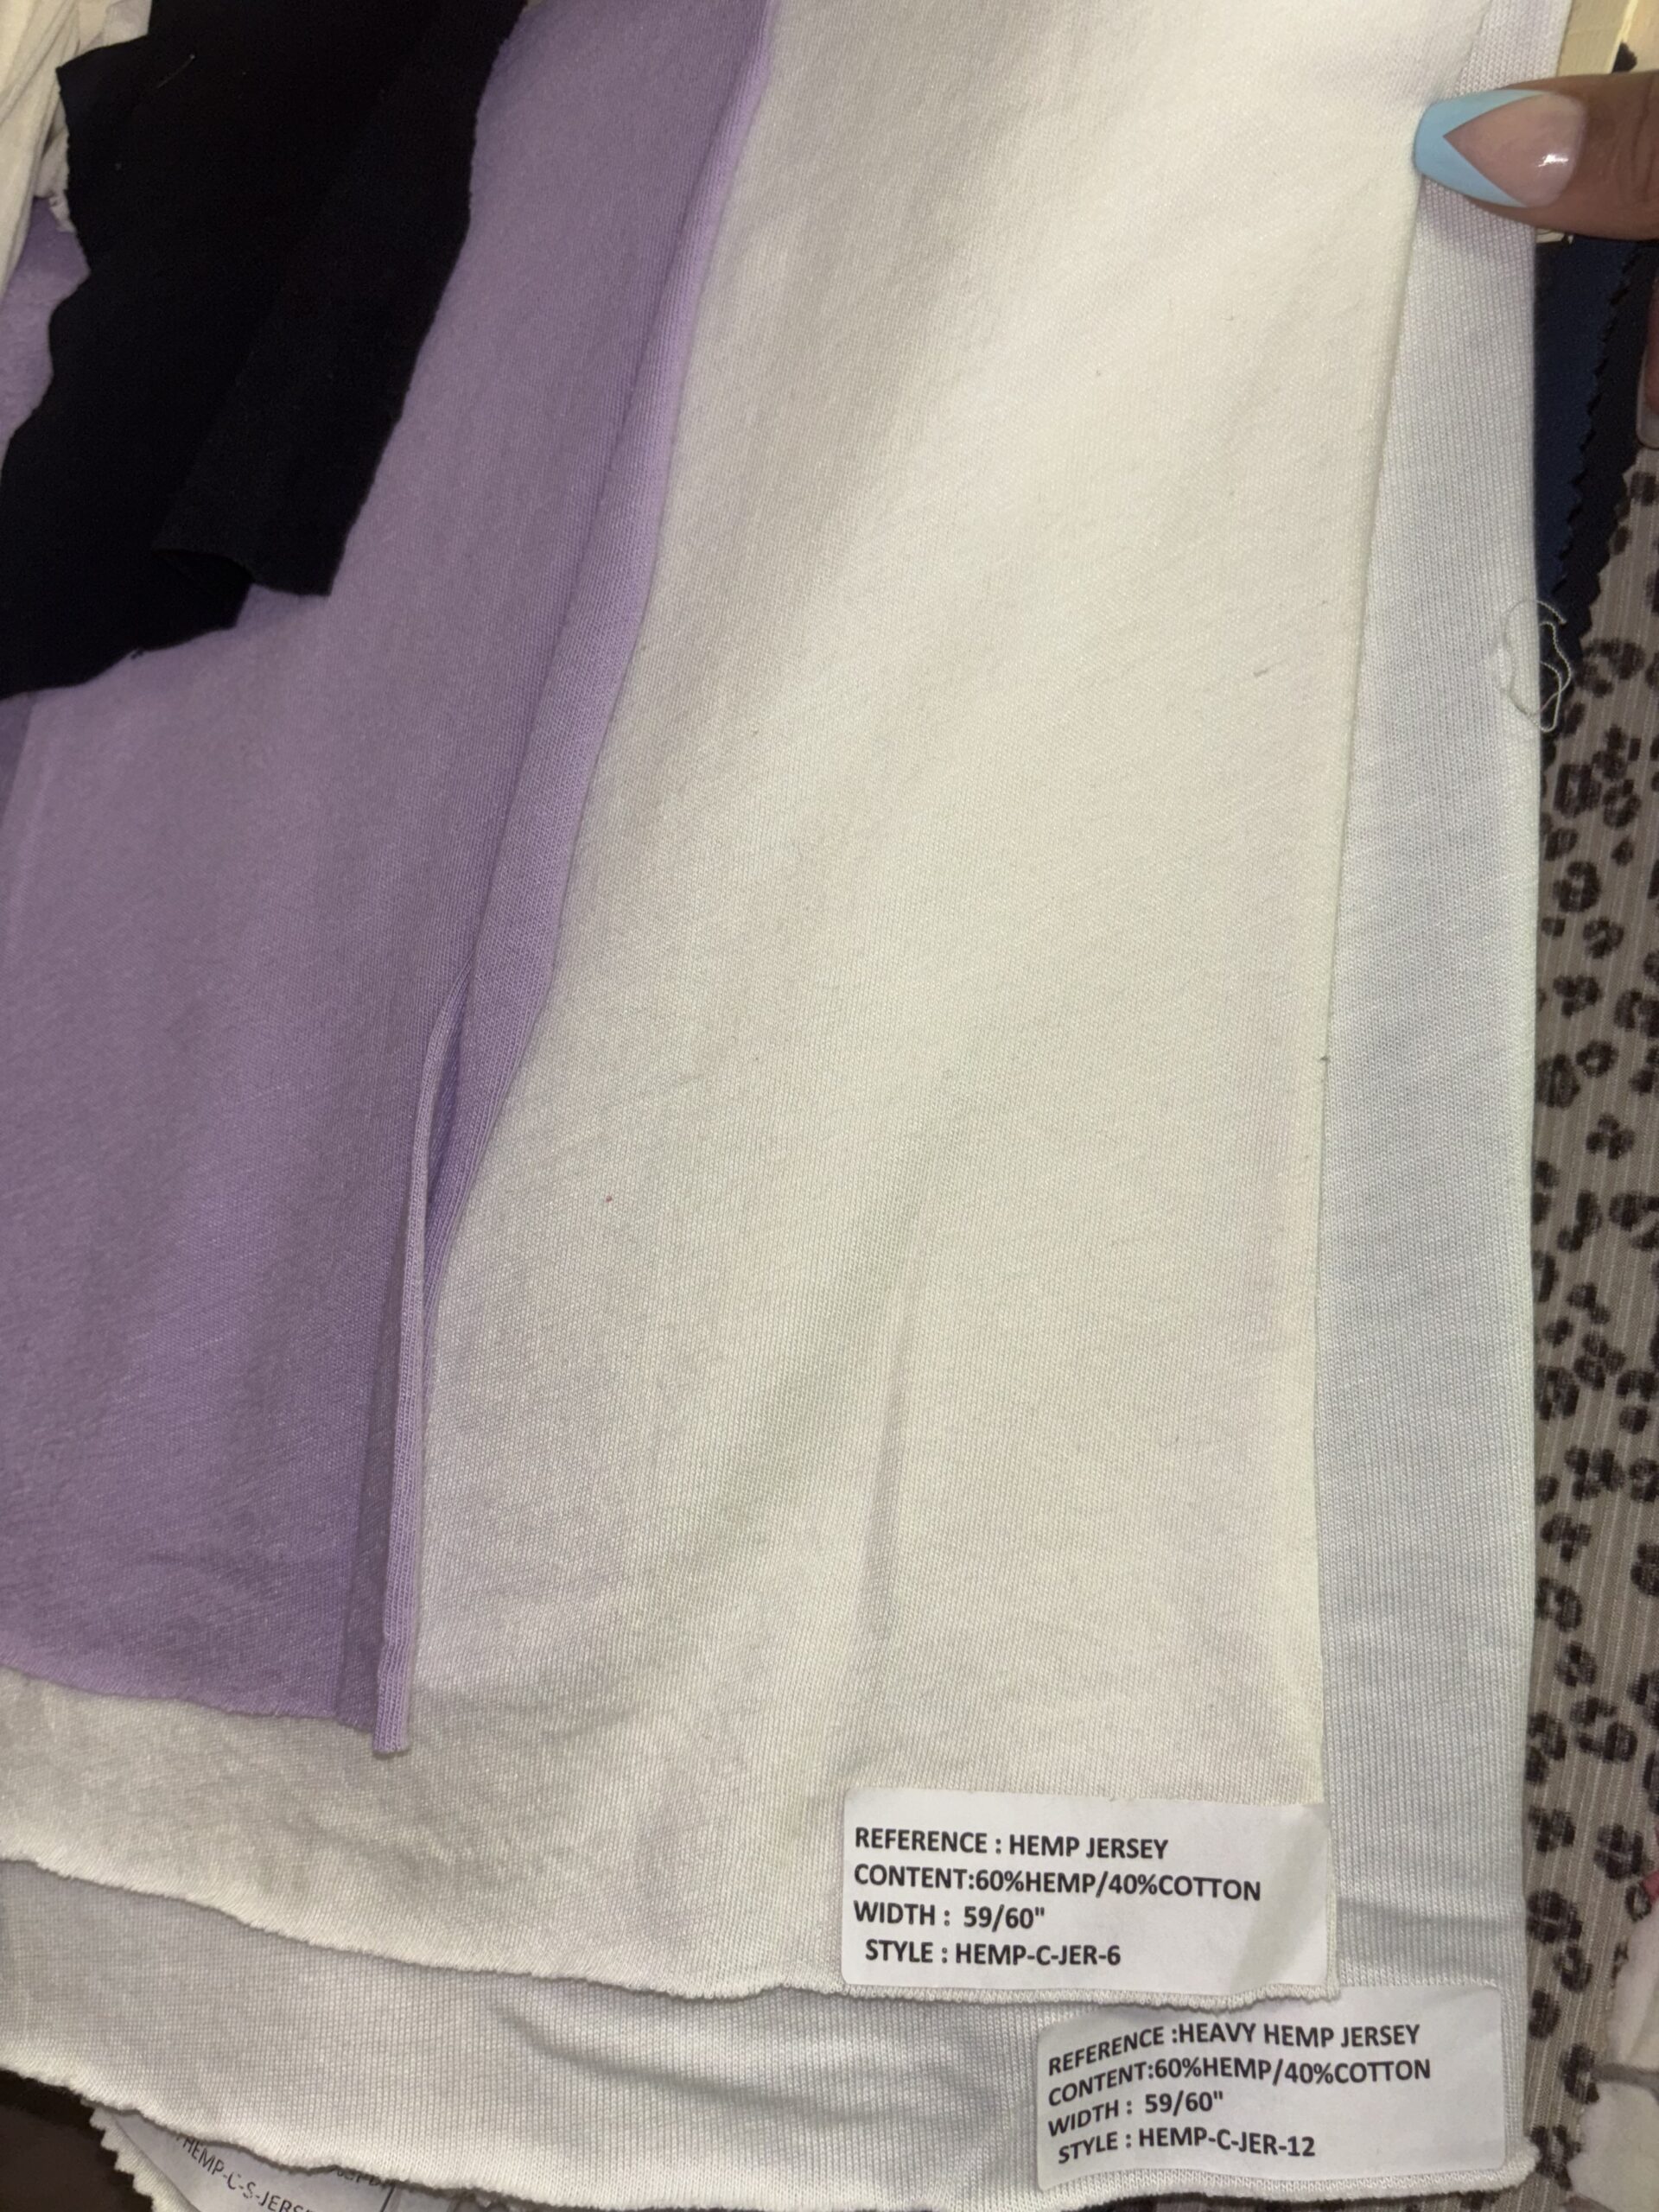 REFERENCE : HEMP JERSEY
CONTENT:60%HEMP/40%COTTON
WIDTH : 59/60"
STYLE : HEMP-C-JER-6
REFERENCE :HEAVY HEMP JERSEY
CONTENT:60%HEMP/40%COTTON
WIDTH : 59/60"
STYLE : HEMP-C-JER-12